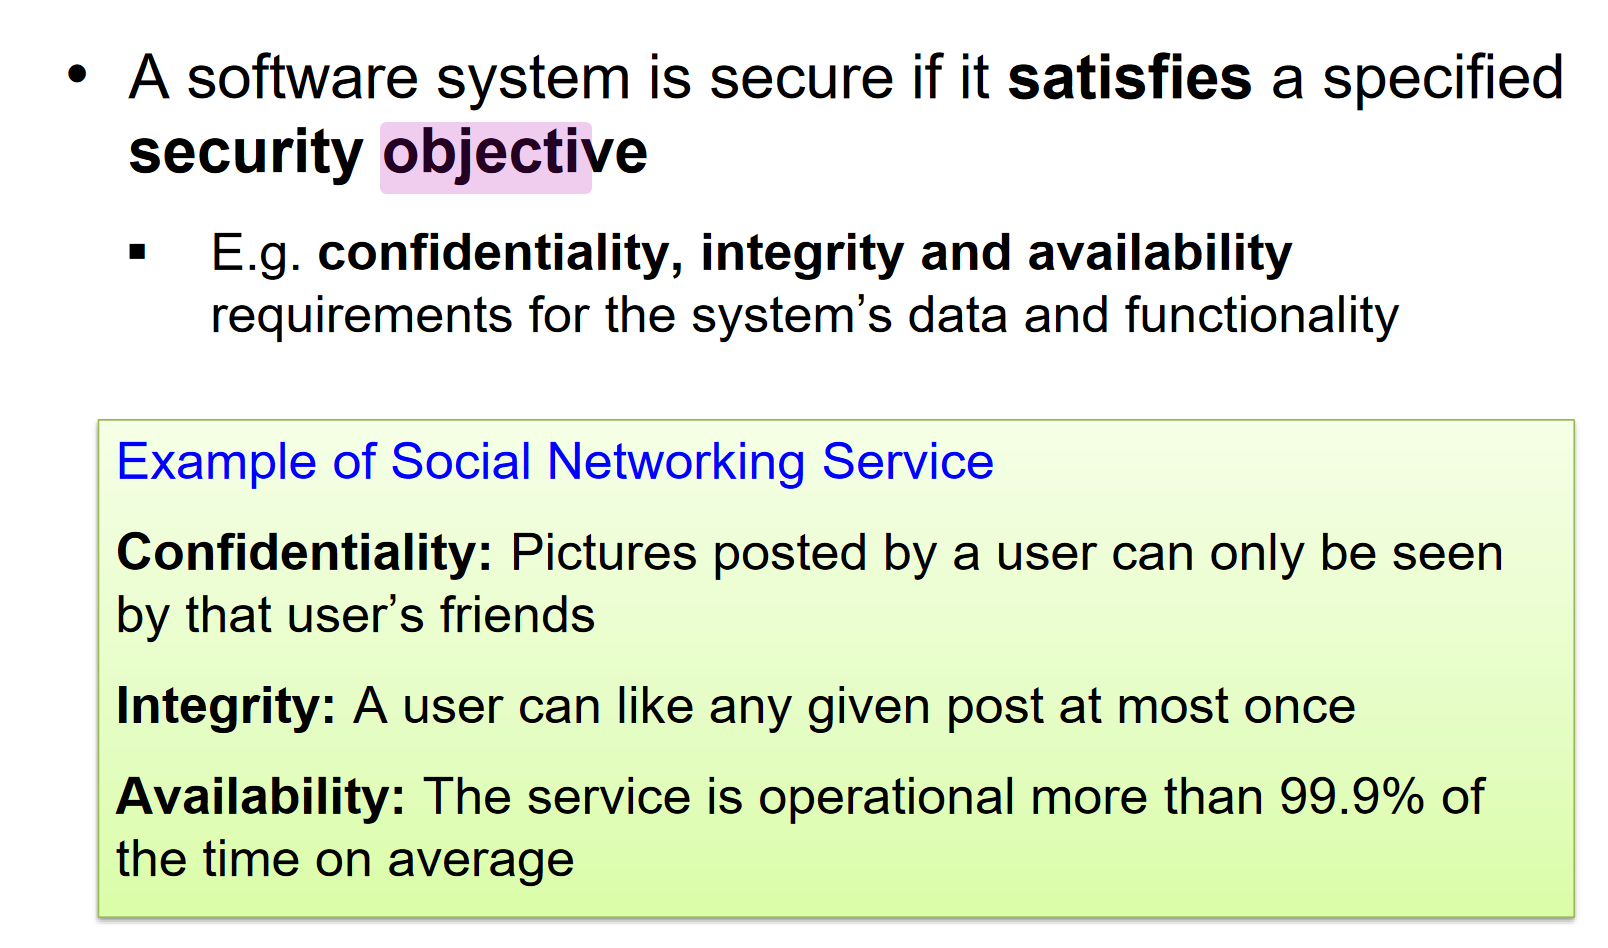 • A software system is secure if it satisfies a specified
security objective
▪ E.g. confidentiality, integrity and availability
requirements for the system’s data and functionality
Example of Social Networking Service
Confidentiality: Pictures posted by a user can only be seen
by that user’s friends
Integrity: A user can like any given post at most once
Availability: The service is operational more than 99.9% of
the time on average